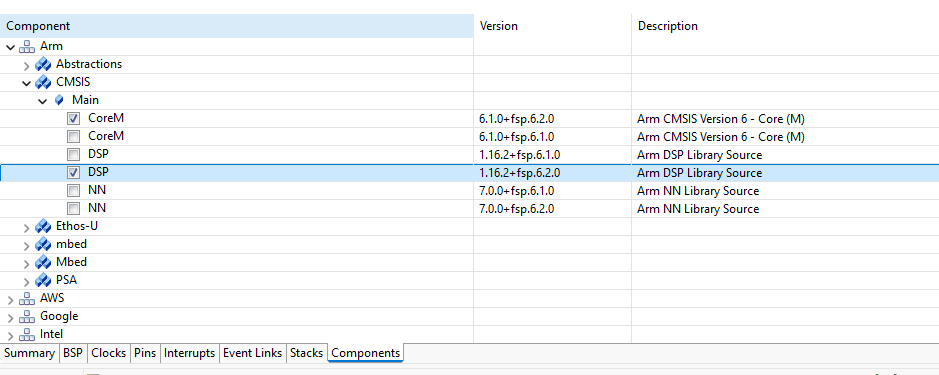 Component Version Description
Arm
Abstractions
CMSIS
Main
CoreM 6.1.0+fsp.6.2.0 Arm CMSIS Version 6 - Core (M)
CoreM 6.1.0+fsp.6.1.0 Arm CMSIS Version 6 - Core (M)
DSP 1.16.2+fsp.6.1.0 Arm DSP Library Source
DSP 1.16.2+fsp.6.2.0 Arm DSP Library Source
NN 7.0.0+fsp.6.1.0 Arm NN Library Source
NN 7.0.0+fsp.6.2.0 Arm NN Library Source
Ethos-U
mbed
Mbed
PSA
AWS
Google
Intel
Summary BSP Clocks Pins Interrupts Event Links Stacks Components